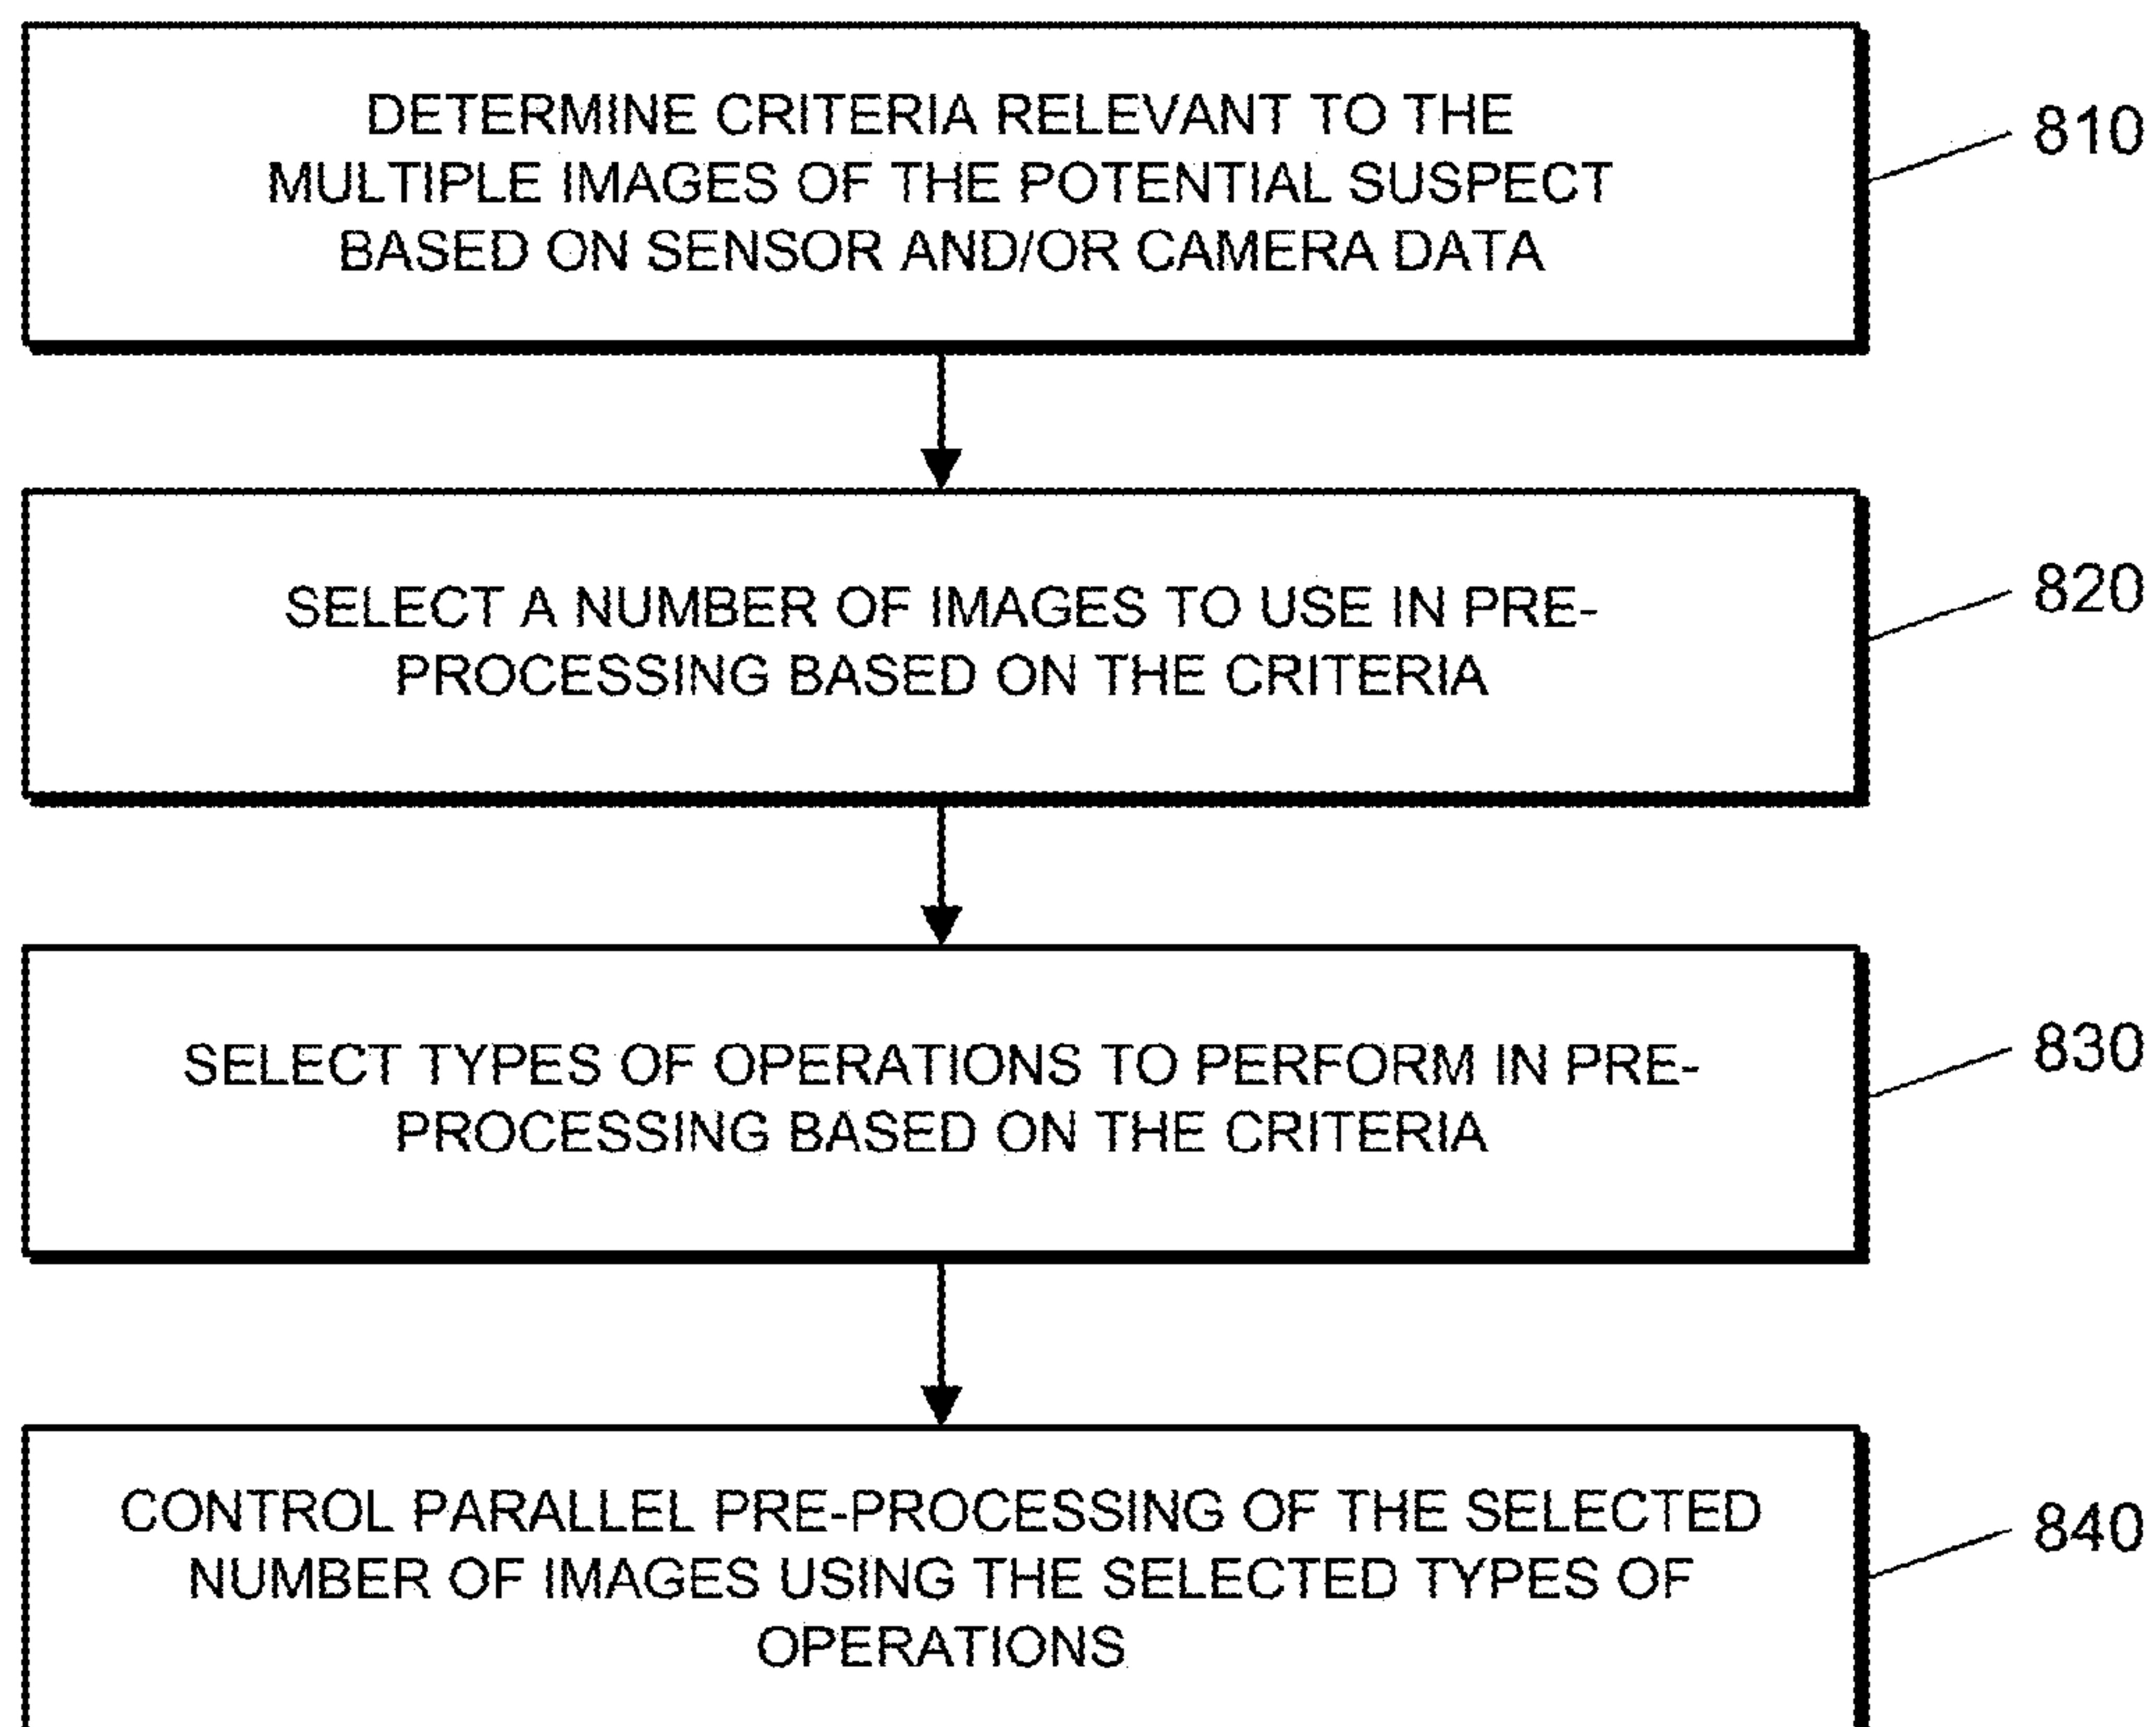 DETERMINE CRITERIA RELEVANT TO THE
MULTIPLE IMAGES OF THE POTENTIAL SUSPECT
BASED ON SENSOR AND/OR CAMERA DATA
810
SELECT A NUMBER OF IMAGES TO USE IN PRE-
PROCESSING BASED ON THE CRITERIA
820
SELECT TYPES OF OPERATIONS TO PERFORM IN PRE-
PROCESSING BASED ON THE CRITERIA
830
CONTROL PARALLEL PRE-PROCESSING OF THE SELECTED
NUMBER OF IMAGES USING THE SELECTED TYPES OF
OPERATIONS
840